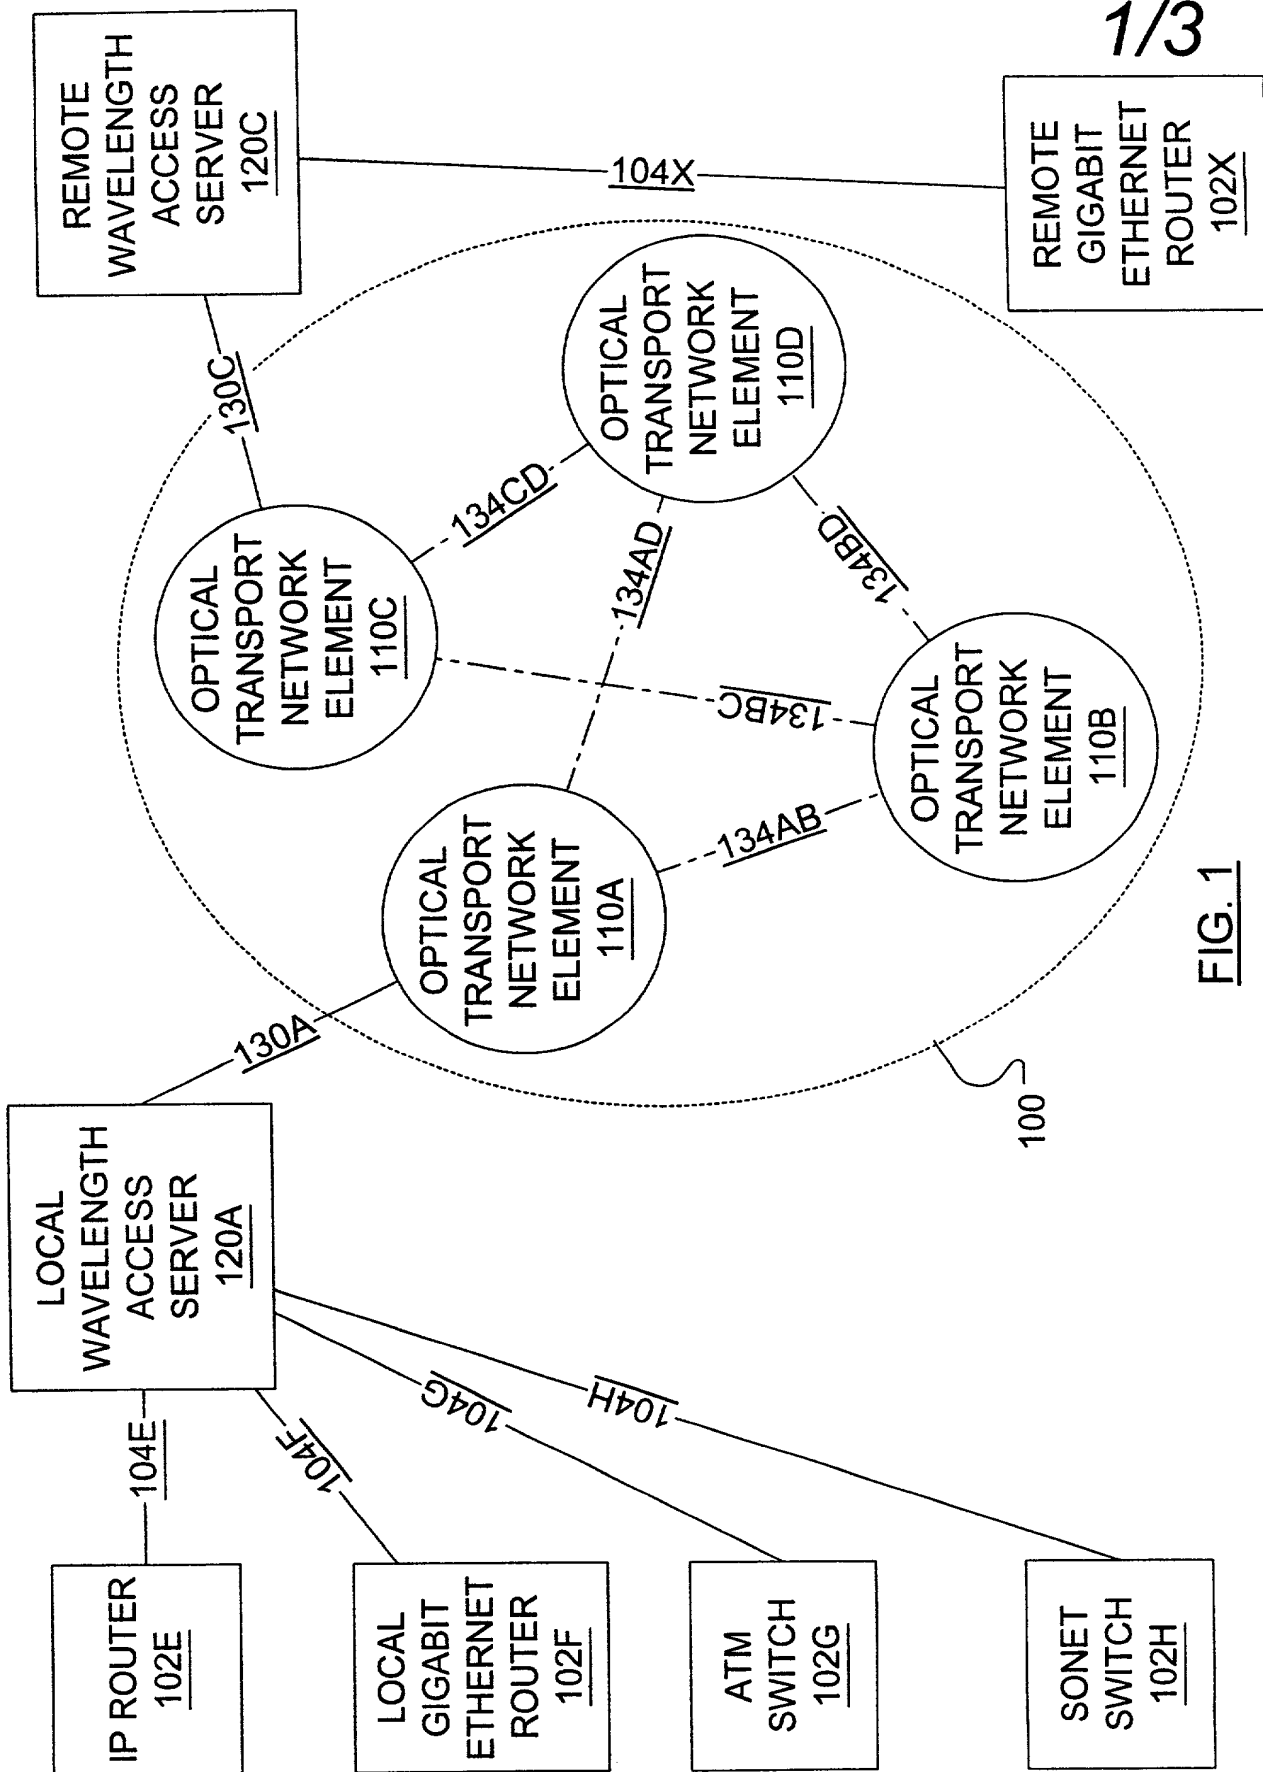 1/3
IP ROUTER
102E
LOCAL
GIGABIT
ETHERNET
ROUTER
102F
ATM
SWITCH
102G
SONET
SWITCH
102H
104E
104F
104G
104H
LOCAL
WAVELENGTH
ACCESS
SERVER
120A
130A
OPTICAL
TRANSPORT
NETWORK
ELEMENT
110A
134AB
134AD
OPTICAL
TRANSPORT
NETWORK
ELEMENT
110B
134BC
134BD
OPTICAL
TRANSPORT
NETWORK
ELEMENT
110C
134CD
OPTICAL
TRANSPORT
NETWORK
ELEMENT
110D
130C
REMOTE
WAVELENGTH
ACCESS
SERVER
120C
104X
REMOTE
GIGABIT
ETHERNET
ROUTER
102X
100
FIG. 1